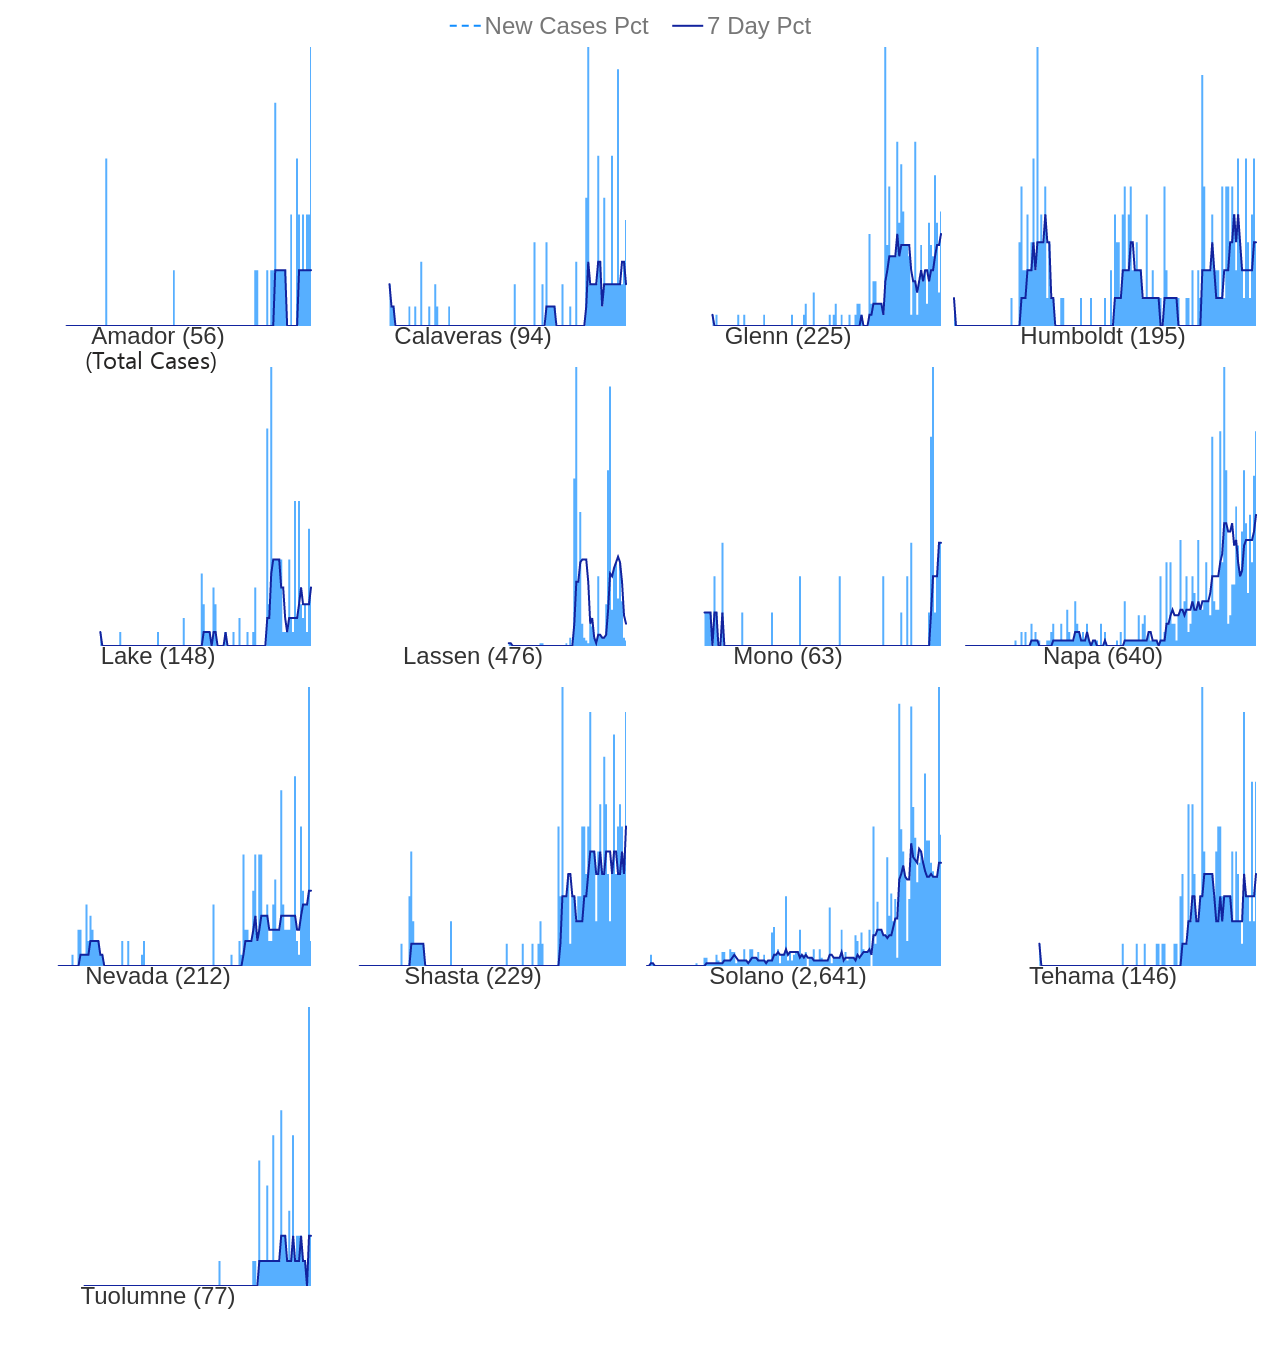 New Cases Pct 7 Day Pct
Amador (56) Calaveras (94) Glenn (225) Humboldt (195)
(Total Cases)
Lake (148) Lassen (476) Mono (63) Napa (640)
Nevada (212) Shasta (229) Solano (2,641) Tehama (146)
Tuolumne (77)